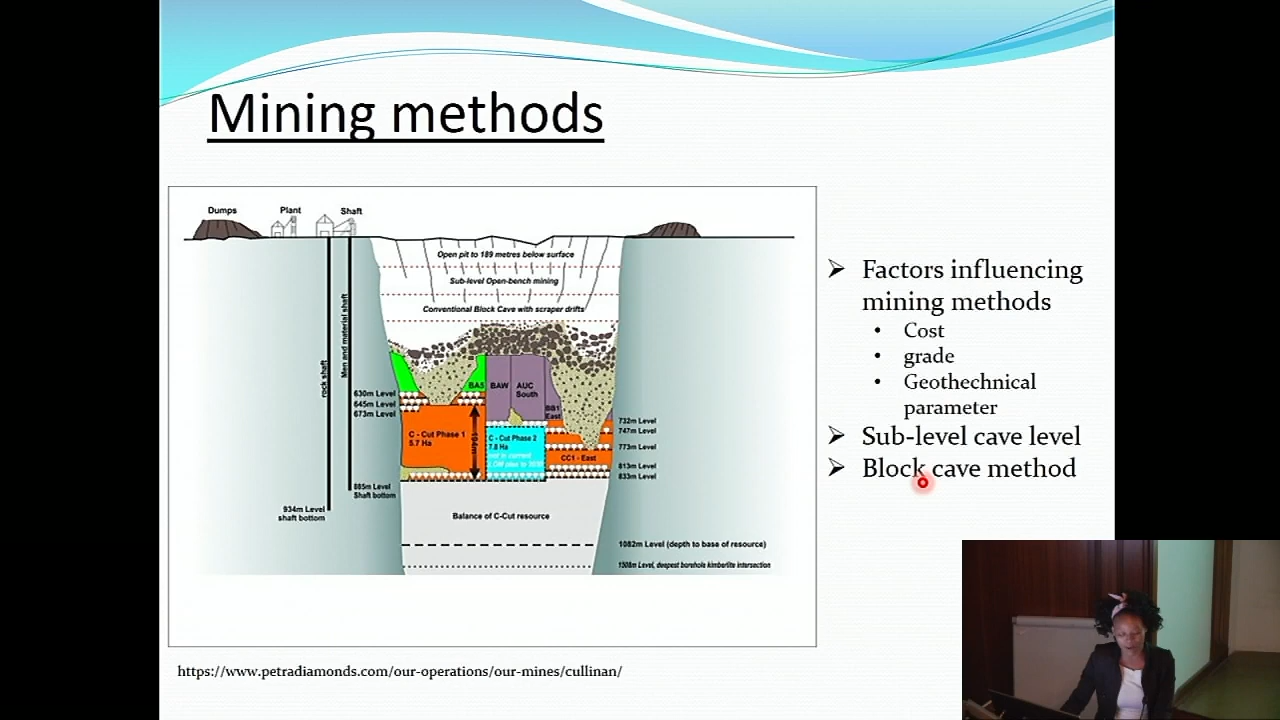 Mining methods
Dumps
Plant
Shaft
Open pit to 189 metres below surface
Sub-level Open-bench mining
Conventional Block Cave with scraper drifts
rock shaft
Men and material shaft
630m Level
645m Level
673m Level
BA5
BAW
AUC
South
BB1
East
732m Level
747m Level
773m Level
813m Level
833m Level
C - Cut Phase 1
5.7 Ha
C - Cut Phase 2
7.8 Ha
CC1 - East
885m Level
Shaft bottom
934m Level
shaft bottom
Balance of C-Cut resource
1082m Level (depth to base of resource)
1508m Level, deepest borehole kimberlite intersection
Factors influencing
mining methods
Cost
grade
Geothechnical
parameter
Sub-level cave level
Block cave method
https://www.petradiamonds.com/our-operations/our-mines/cullinan/